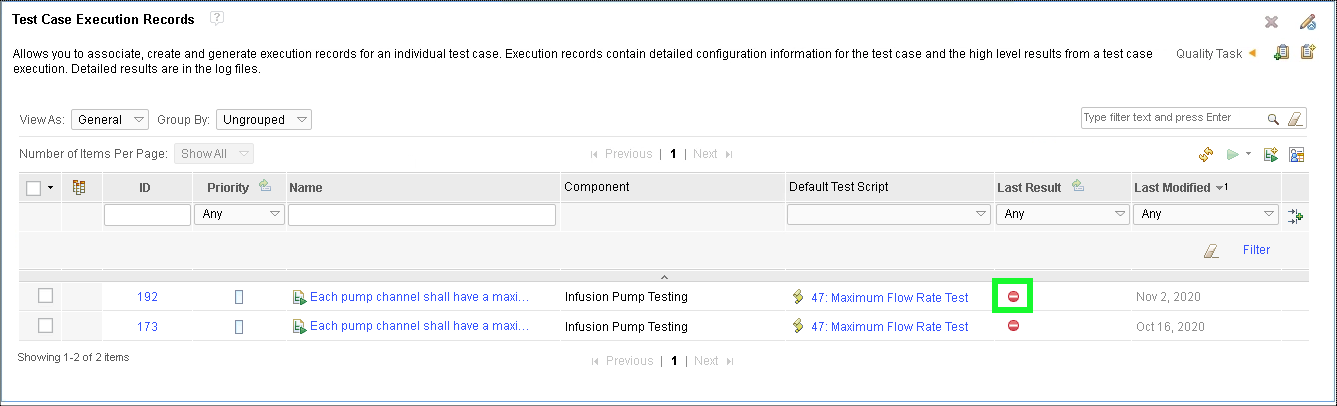 Test Case Execution Records ?
Allows you to associate, create and generate execution records for an individual test case. Execution records contain detailed configuration information for the test case and the high level results from a test case
execution. Detailed results are in the log files.
Quality Task
View As: General Group By: Ungrouped
Type filter text and press Enter
Number of Items Per Page: Show All
Previous | 1 | Next
ID Priority Name Component Default Test Script Last Result Last Modified 1
Any Any Any
Filter
192 Each pump channel shall have a maxi... Infusion Pump Testing 47: Maximum Flow Rate Test Nov 2, 2020
173 Each pump channel shall have a maxi... Infusion Pump Testing 47: Maximum Flow Rate Test Oct 16, 2020
Showing 1-2 of 2 items
Previous | 1 | Next